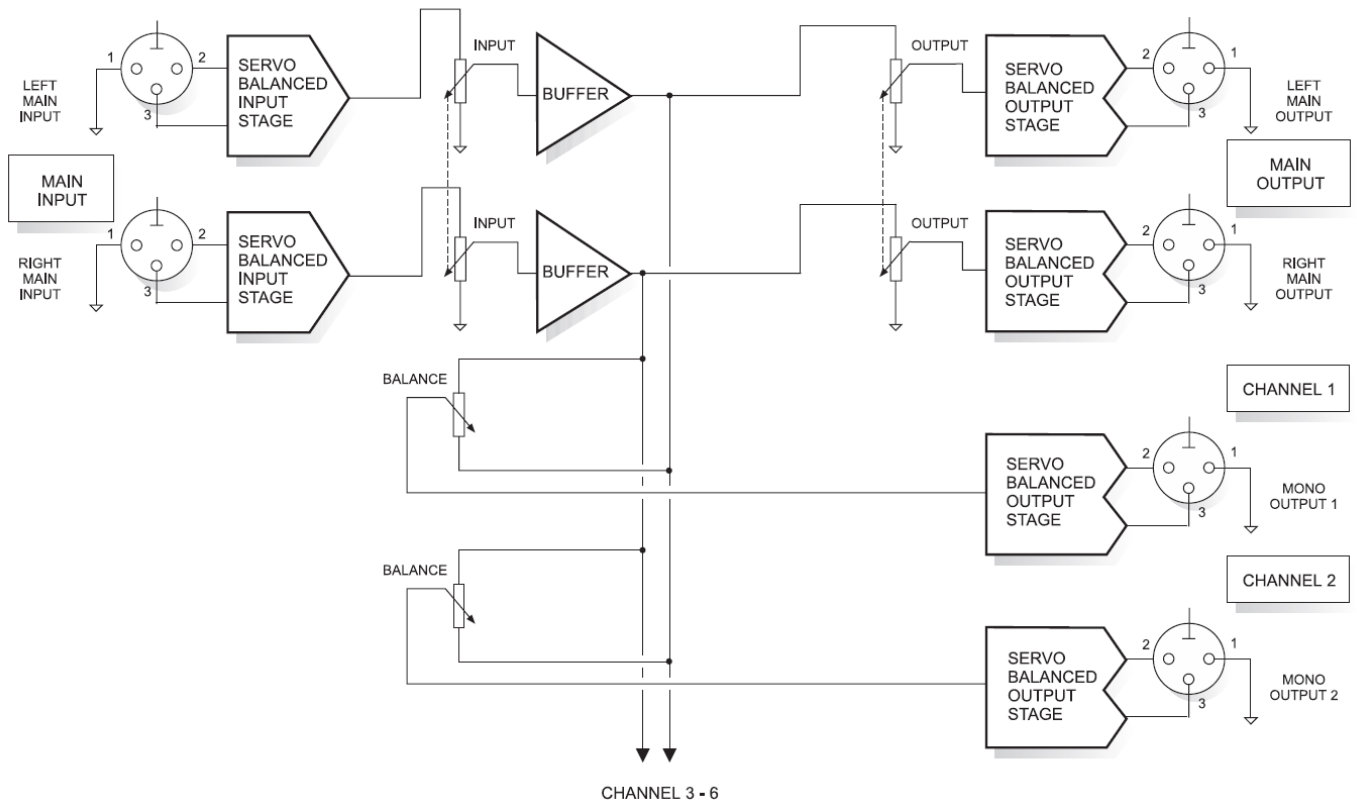 LEFT
MAIN
INPUT
1
2
3
SERVO
BALANCED
INPUT
STAGE
INPUT
BUFFER
OUTPUT
SERVO
BALANCED
OUTPUT
STAGE
2
1
3
LEFT
MAIN
OUTPUT
MAIN
INPUT
MAIN
OUTPUT
RIGHT
MAIN
INPUT
1
2
3
SERVO
BALANCED
INPUT
STAGE
INPUT
BUFFER
OUTPUT
SERVO
BALANCED
OUTPUT
STAGE
2
1
3
RIGHT
MAIN
OUTPUT
BALANCE
CHANNEL 1
SERVO
BALANCED
OUTPUT
STAGE
2
1
3
MONO
OUTPUT 1
BALANCE
CHANNEL 2
SERVO
BALANCED
OUTPUT
STAGE
2
1
3
MONO
OUTPUT 2
CHANNEL 3 - 6